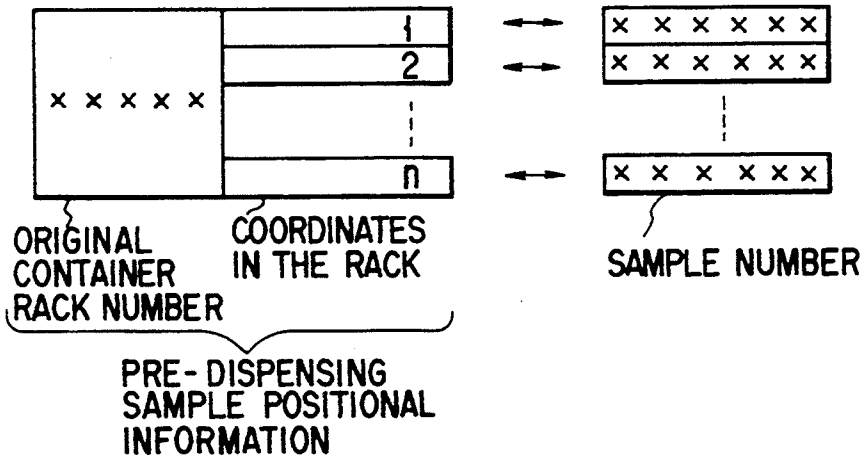 1
× × × × × ×
2
× × × × × ×
× × × × ×
n
× × × × × ×
ORIGINAL
CONTAINER
RACK NUMBER
COORDINATES
IN THE RACK
SAMPLE NUMBER
PRE-DISPENSING
SAMPLE POSITIONAL
INFORMATION